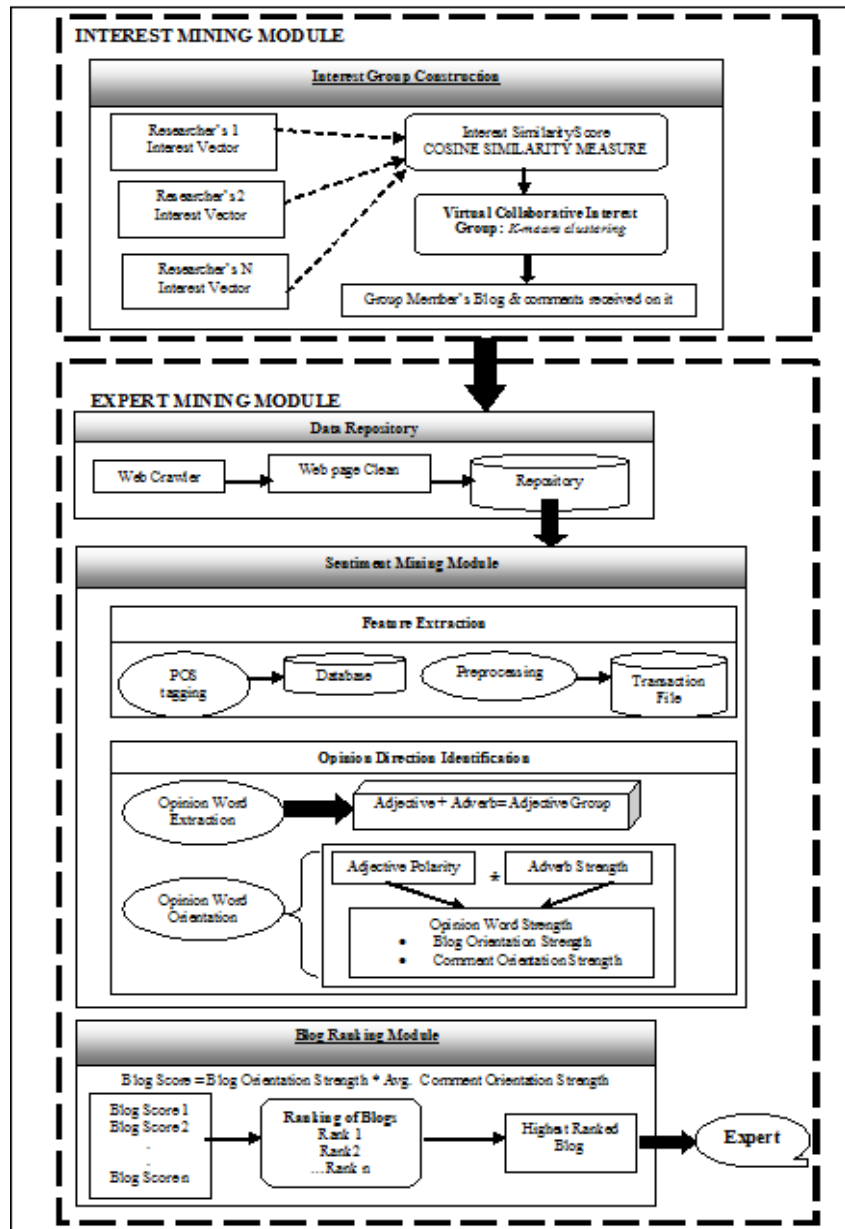 INTEREST MINING MODULE
Interest Group Construction
Researcher's 1
Interest Vector
Researcher's 2
Interest Vector
Researcher's N
Interest Vector
Interest SimilarityScore
COSINE SIMILARITY MEASURE
Virtual Collaborative Interest
Group: K-means clustering
Group Member's Blog & comments received on it
EXPERT MINING MODULE
Data Repository
Web Crawler
Web page Clean
Repository
Sentiment Mining Module
Feature Extraction
POS
tagging
Database
Preprocessing
Transaction
File
Opinion Direction Identification
Opinion Word
Extraction
Adjective + Adverb= Adjective Group
Opinion Word
Orientation
Adjective Polarity
*
Adverb Strength
Opinion Word Strength
• Blog Orientation Strength
• Comment Orientation Strength
Blog Ranking Module
Blog Score = Blog Orientation Strength * Avg. Comment Orientation Strength
Blog Score 1
Blog Score 2
.
.
Blog Score n
Ranking of Blogs
Rank 1
Rank2
...Rank n
Highest Ranked
Blog
Expert